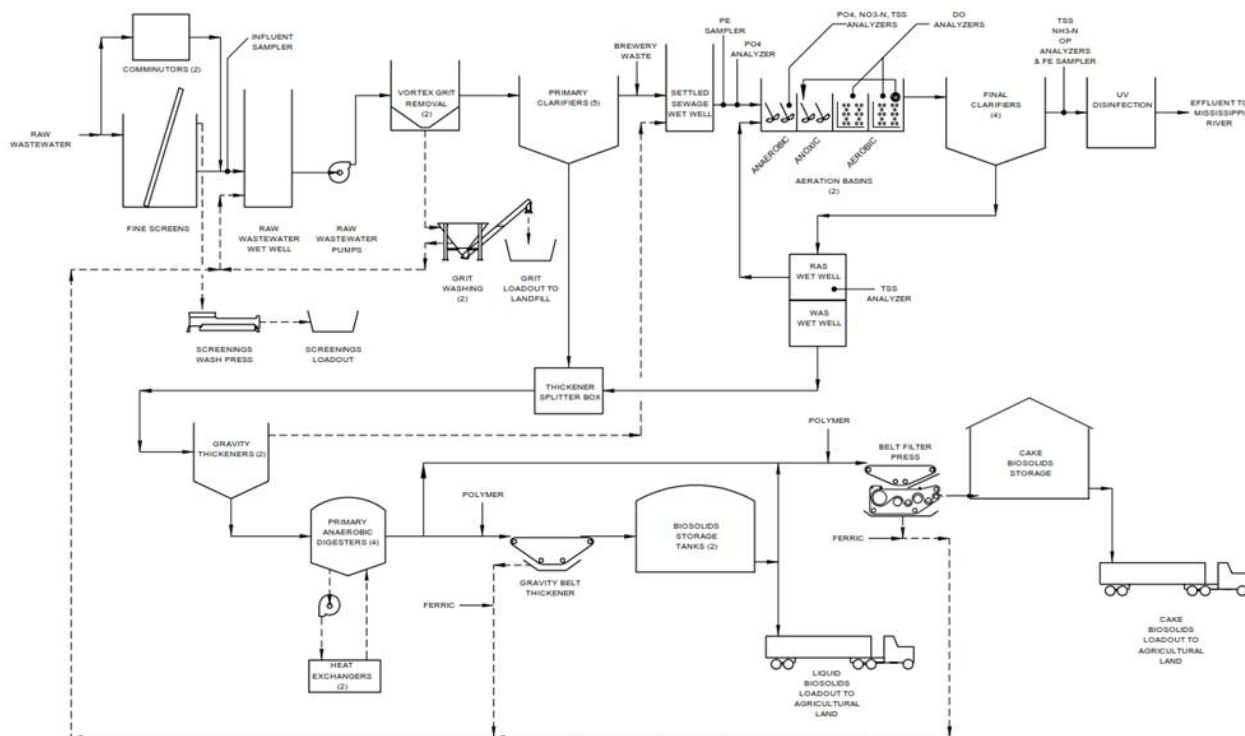 COMMINUTORS (2)
INFLUENT
SAMPLER
RAW
WASTEWATER
FINE SCREENS
RAW
WASTEWATER
WET WELL
RAW
WASTEWATER
PUMPS
VORTEX GRIT
REMOVAL
(2)
PRIMARY
CLARIFIERS (5)
BREWERY
WASTE
SETTLED
SEWAGE
WET WELL
PE
SAMPLER
PO4
ANALYZER
PO4, NO3-N, TSS
ANALYZERS
DO
ANALYZERS
ANAEROBIC
ANOXIC
AEROBIC
AERATION BASINS
(2)
FINAL
CLARIFIERS
(4)
TSS
NH3-N
OP
ANALYZERS
& FE SAMPLER
UV
DISINFECTION
EFFLUENT TO
MISSISSIPPI
RIVER
GRIT
WASHING
(2)
GRIT
LOADOUT TO
LANDFILL
SCREENINGS
WASH PRESS
SCREENINGS
LOADOUT
RAS
WET WELL
TSS
ANALYZER
WAS
WET WELL
THICKENER
SPLITTER BOX
GRAVITY
THICKENERS (2)
PRIMARY
ANAEROBIC
DIGESTERS (4)
HEAT
EXCHANGERS
(2)
POLYMER
GRAVITY BELT
THICKENER
FERRIC
BIOSOLIDS
STORAGE
TANKS (2)
LIQUID
BIOSOLIDS
LOADOUT TO
AGRICULTURAL
LAND
POLYMER
BELT FILTER
PRESS
FERRIC
CAKE
BIOSOLIDS
STORAGE
CAKE
BIOSOLIDS
LOADOUT TO
AGRICULTURAL
LAND